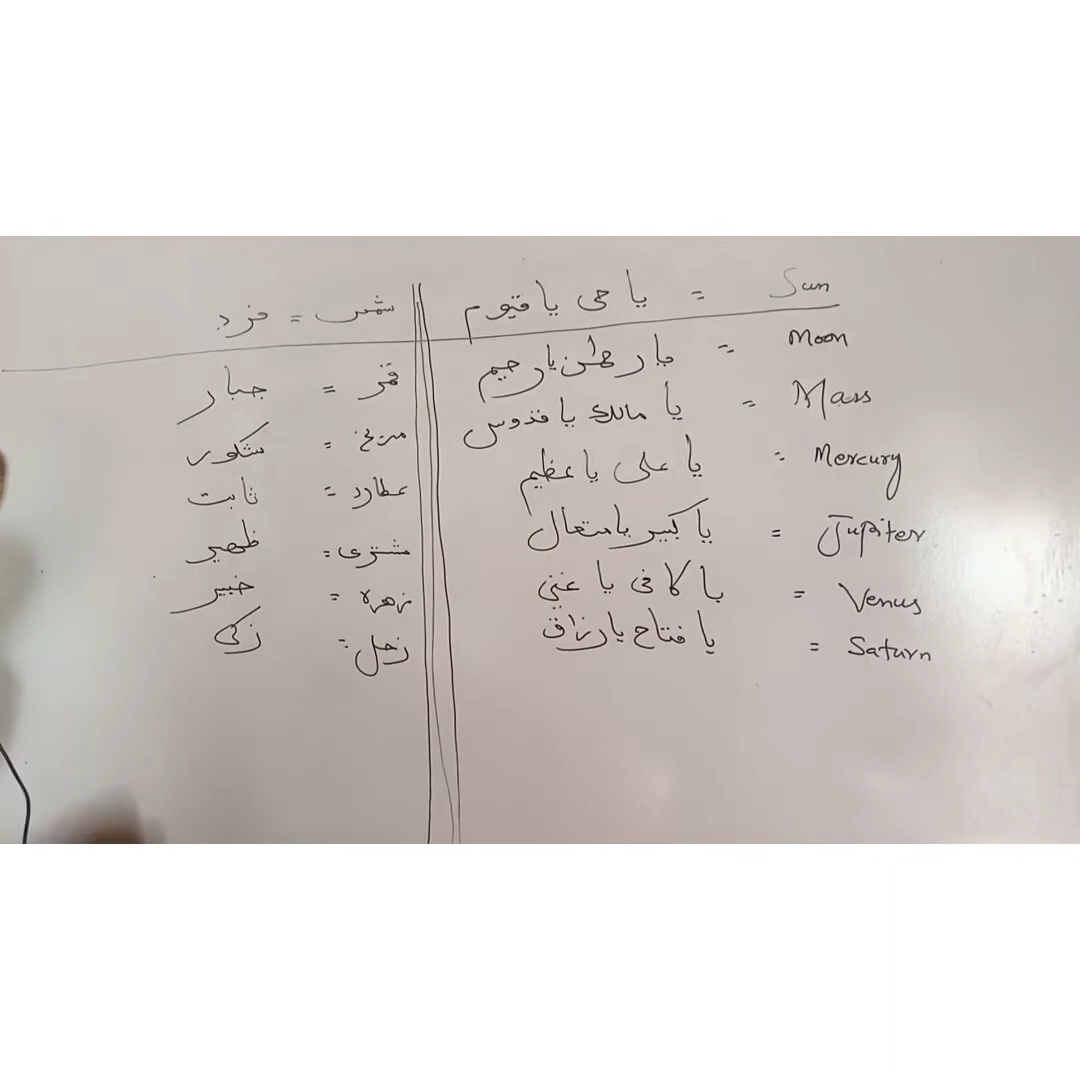 Sun = یا حی یا قیوم
Moon = یا رحمٰن یا رحیم
Mass = یا مالک یا قدوس
Mercury = یا علی یا عظیم
Jupiter = یا کبیر یا متعال
Venus = یا کافی یا غنی
Saturn = یا فتاح یا رزاق
شمس = فرد
قمر = جبار
مریخ = شکور
عطارد = ثابت
مشتری = ظہیر
زہرہ = خبیر
زحل = زکی